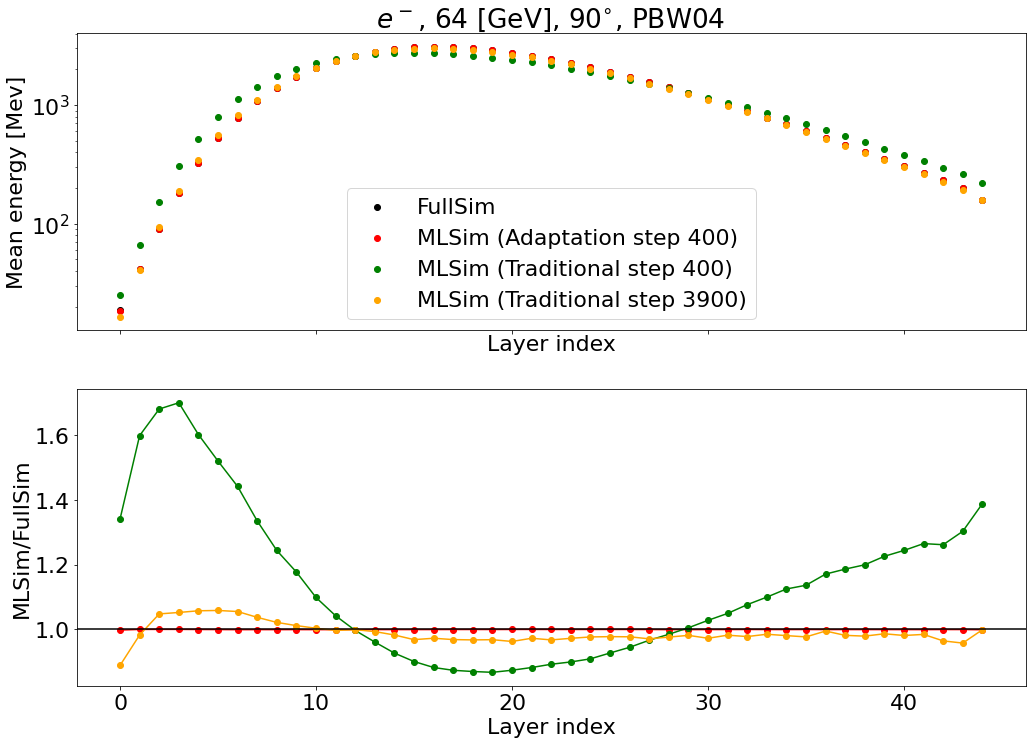 e⁻, 64 [GeV], 90°, PBW04
Mean energy [Mev]
10³
10²
FullSim
MLSim (Adaptation step 400)
MLSim (Traditional step 400)
MLSim (Traditional step 3900)
Layer index
MLSim/FullSim
1.6
1.4
1.2
1.0
0 10 20 30 40
Layer index